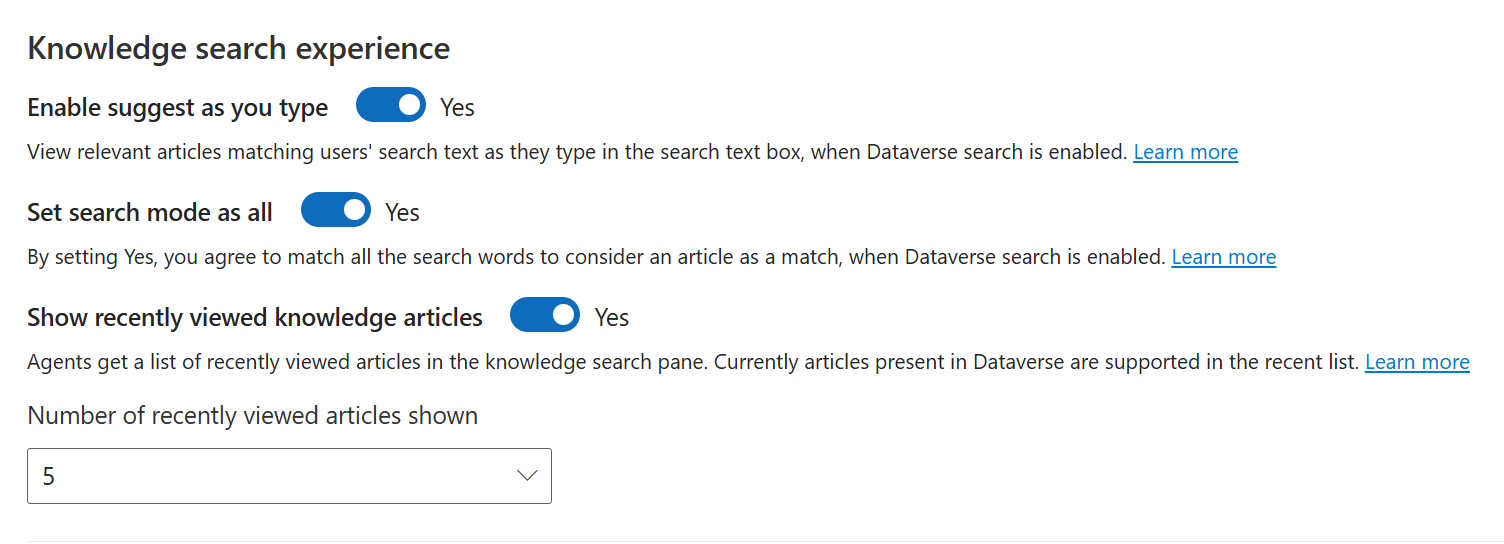 Knowledge search experience
Enable suggest as you type Yes
View relevant articles matching users' search text as they type in the search text box, when Dataverse search is enabled. Learn more
Set search mode as all Yes
By setting Yes, you agree to match all the search words to consider an article as a match, when Dataverse search is enabled. Learn more
Show recently viewed knowledge articles Yes
Agents get a list of recently viewed articles in the knowledge search pane. Currently articles present in Dataverse are supported in the recent list. Learn more
Number of recently viewed articles shown
5